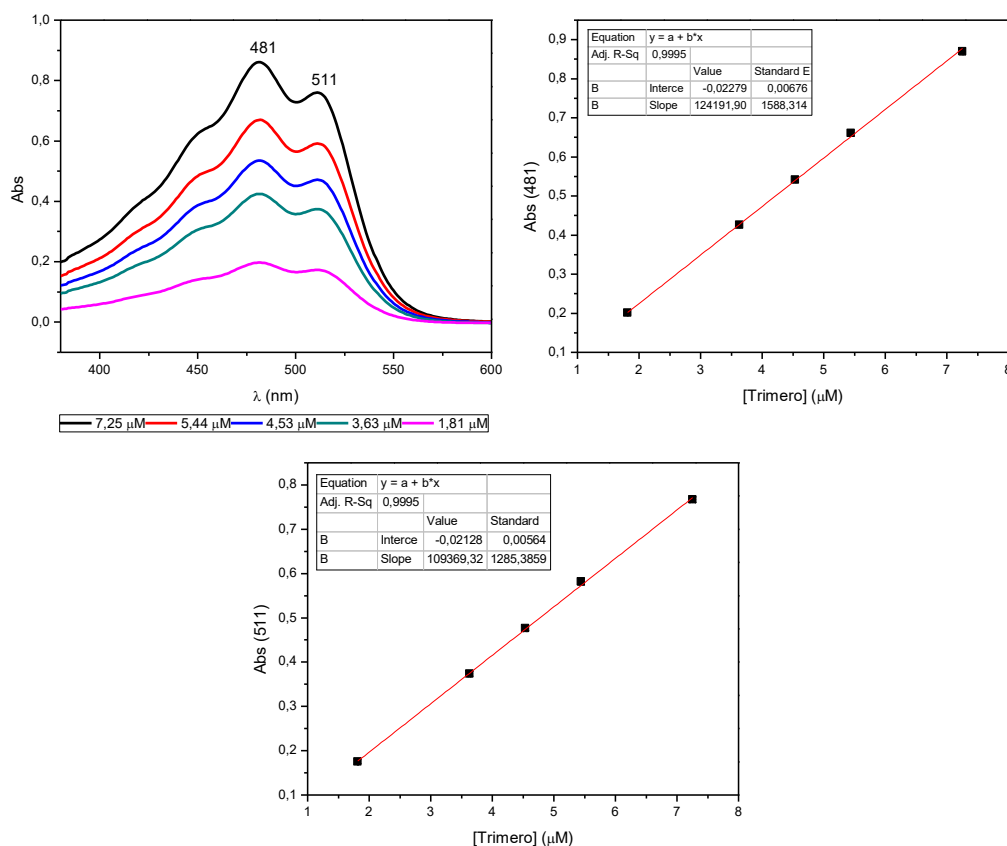 1,0
0,8
0,6
0,4
0,2
0,0
Abs
481
511
400 450 500 550 600
λ (nm)
7,25 μM 5,44 μM 4,53 μM 3,63 μM 1,81 μM
0,9
0,8
0,7
0,6
0,5
0,4
0,3
0,2
0,1
Abs (481)
Equation y = a + b*x
Adj. R-Sq 0,9995
Value Standard E
B Interce -0,02279 0,00676
B Slope 124191,90 1588,314
1 2 3 4 5 6 7 8
[Trimero] (μM)
0,8
0,7
0,6
0,5
0,4
0,3
0,2
0,1
Abs (511)
Equation y = a + b*x
Adj. R-Sq 0,9995
Value Standard
B Interce -0,02128 0,00564
B Slope 109369,32 1285,3859
1 2 3 4 5 6 7 8
[Trimero] (μM)